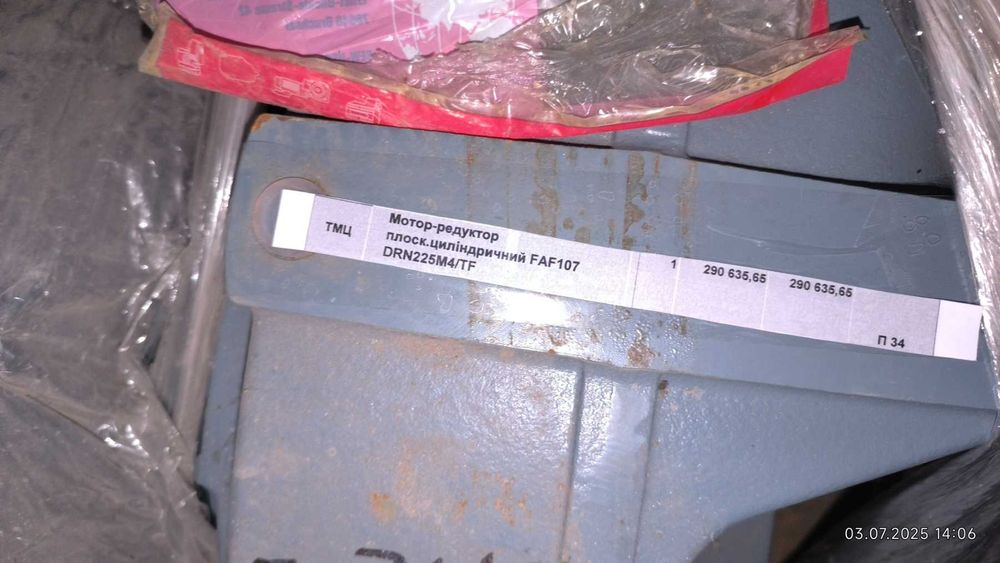 ТМЦ
Мотор-редуктор
плоск.циліндричний FAF107
DRN225M4/TF
1
290 635,65
290 635,65
П 34
03.07.2025 14:06